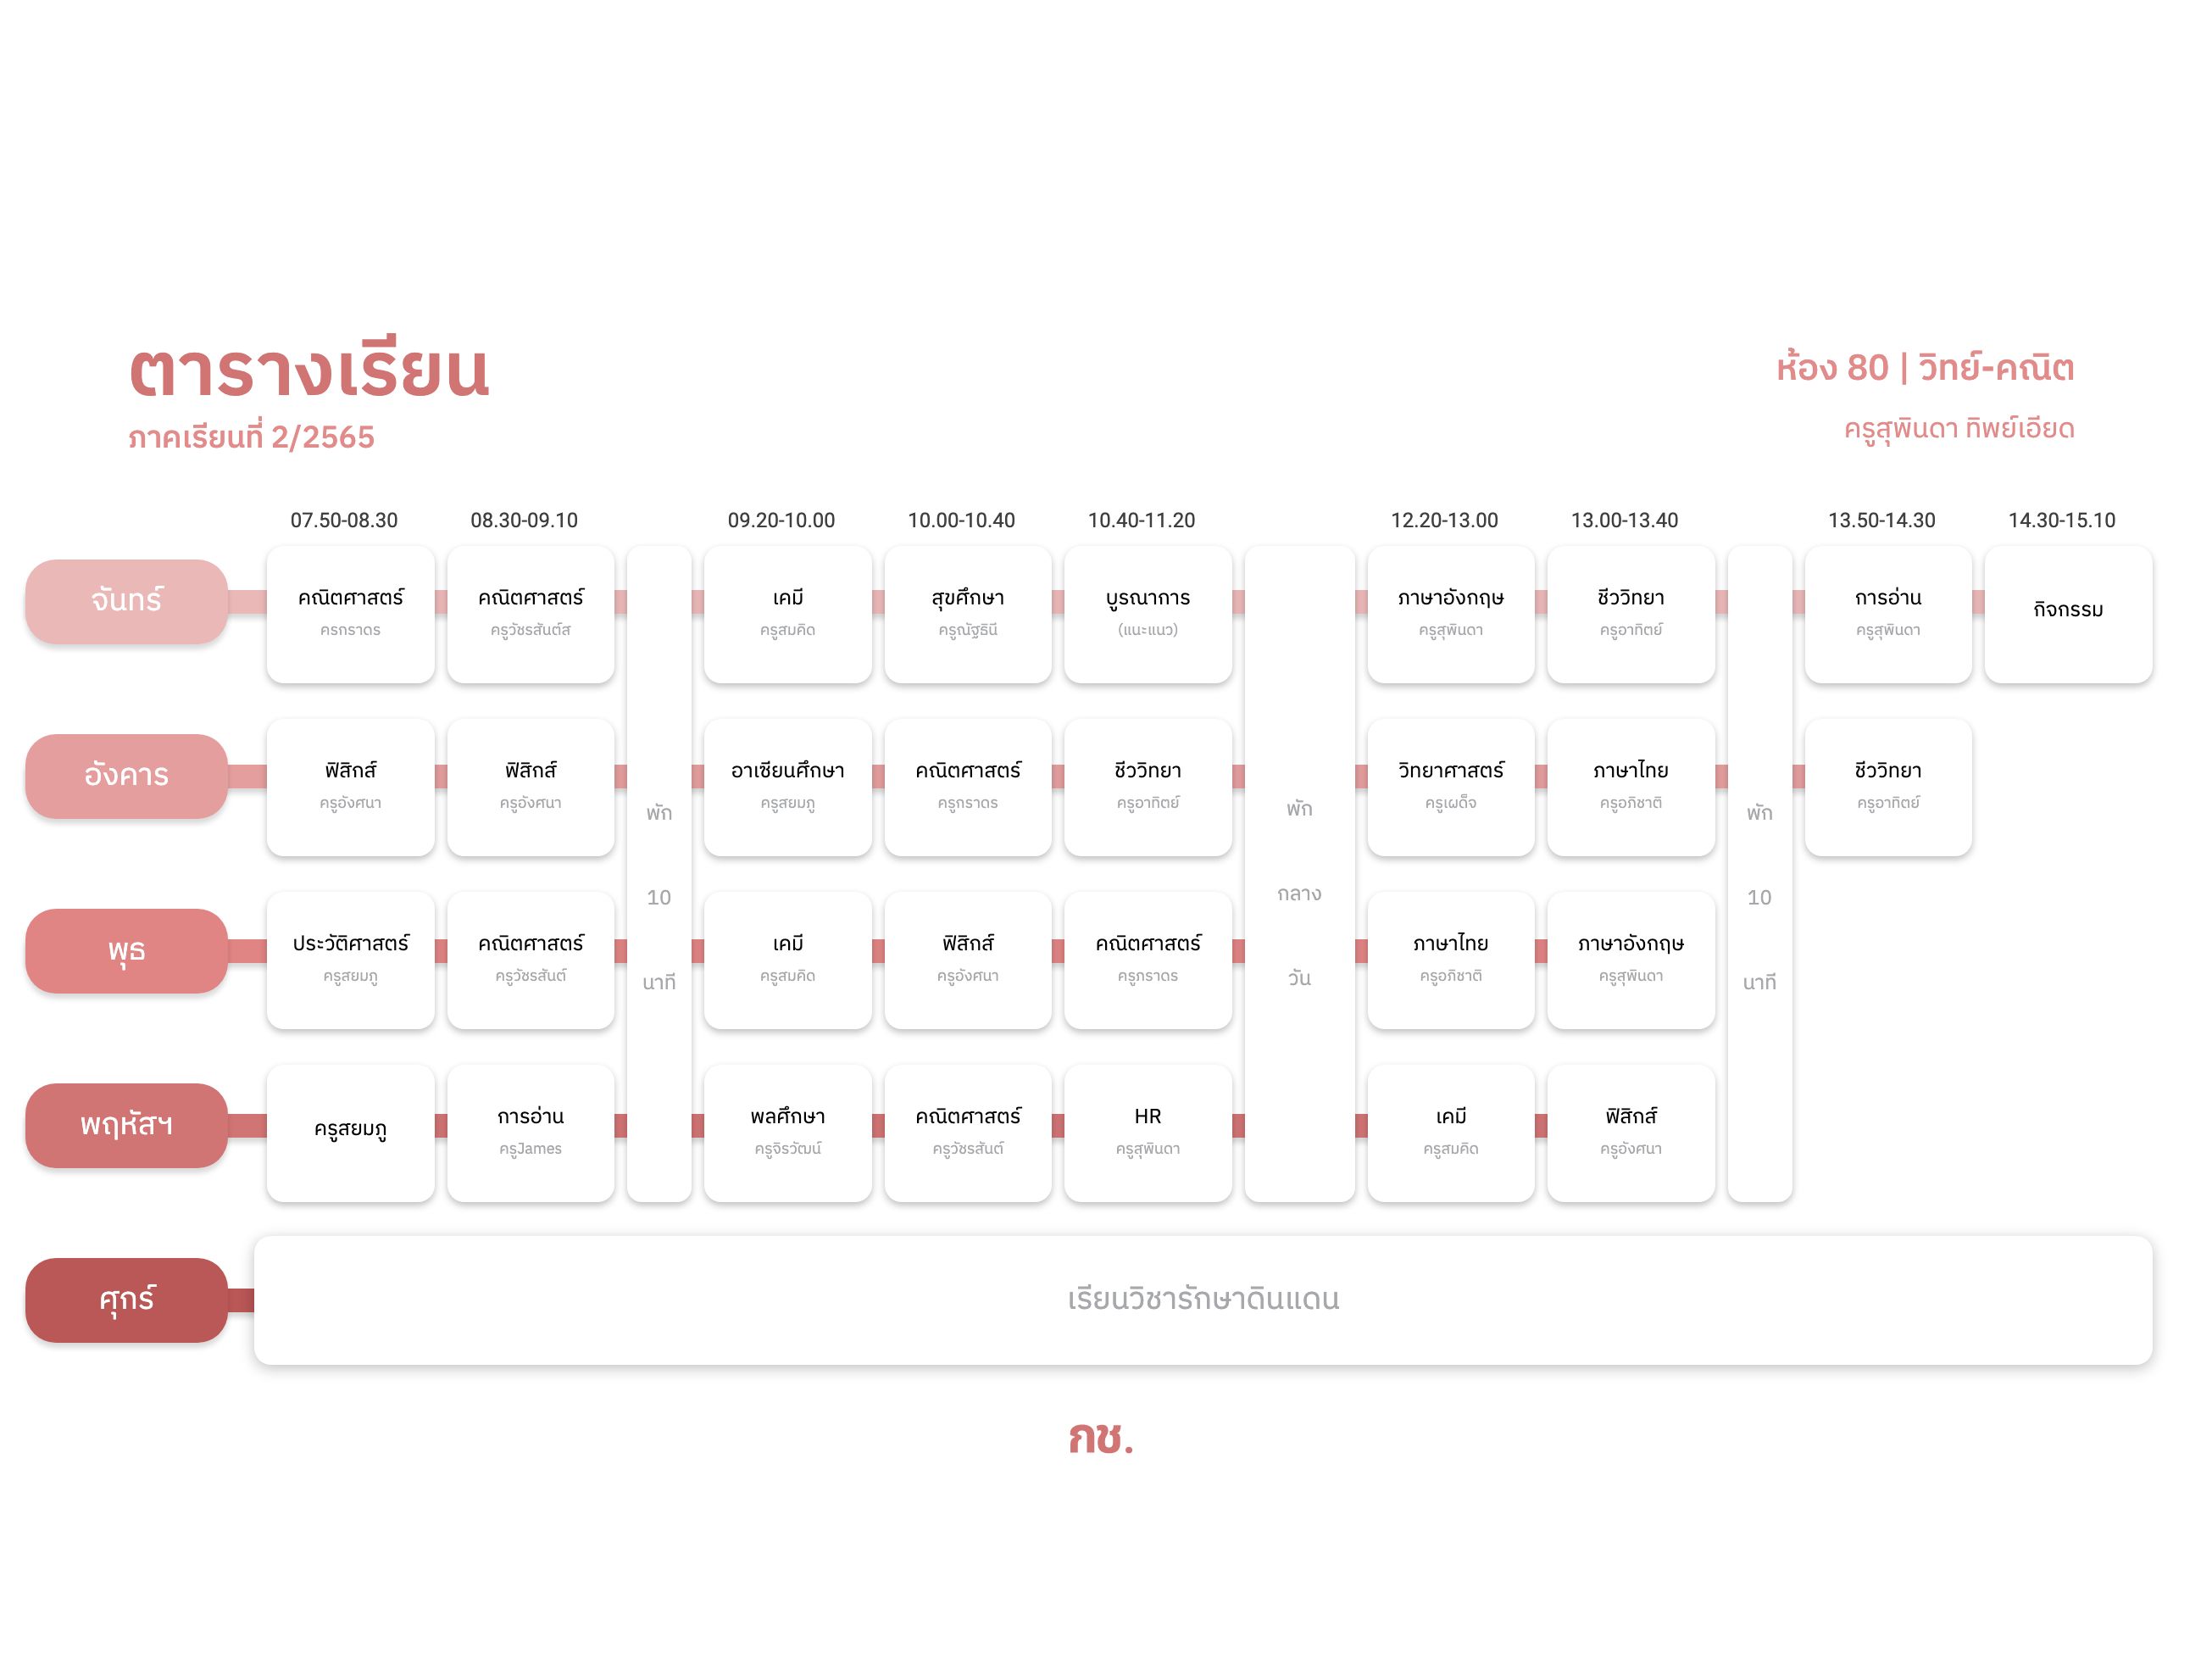 ตารางเรียน
ภาคเรียนที่ 2/2565
ห้อง 80 | วิทย์-คณิต
ครูสุพินดา ทิพย์เอียด
07.50-08.30 08.30-09.10 09.20-10.00 10.00-10.40 10.40-11.20 12.20-13.00 13.00-13.40 13.50-14.30 14.30-15.10
จันทร์
คณิตศาสตร์
ครกราดร
คณิตศาสตร์
ครูวัชรสันต์ส
เคมี
ครูสมคิด
สุขศึกษา
ครูณัฐธินี
บูรณาการ
(แนะแนว)
ภาษาอังกฤษ
ครูสุพินดา
ชีววิทยา
ครูอาทิตย์
การอ่าน
ครูสุพินดา
กิจกรรม
อังคาร
ฟิสิกส์
ครูอังศนา
ฟิสิกส์
ครูอังศนา
อาเซียนศึกษา
ครูสยมภู
คณิตศาสตร์
ครูกราดร
ชีววิทยา
ครูอาทิตย์
วิทยาศาสตร์
ครูเผด็จ
ภาษาไทย
ครูอภิชาติ
ชีววิทยา
ครูอาทิตย์
พัก
10
นาที
พัก
กลาง
วัน
พัก
10
นาที
พุธ
ประวัติศาสตร์
ครูสยมภู
คณิตศาสตร์
ครูวัชรสันต์
เคมี
ครูสมคิด
ฟิสิกส์
ครูอังศนา
คณิตศาสตร์
ครูกราดร
ภาษาไทย
ครูอภิชาติ
ภาษาอังกฤษ
ครูสุพินดา
พฤหัสฯ
ครูสยมภู
การอ่าน
ครูJames
พลศึกษา
ครูจิรวัฒน์
คณิตศาสตร์
ครูวัชรสันต์
HR
ครูสุพินดา
เคมี
ครูสมคิด
ฟิสิกส์
ครูอังศนา
ศุกร์
เรียนวิชารักษาดินแดน
กช.